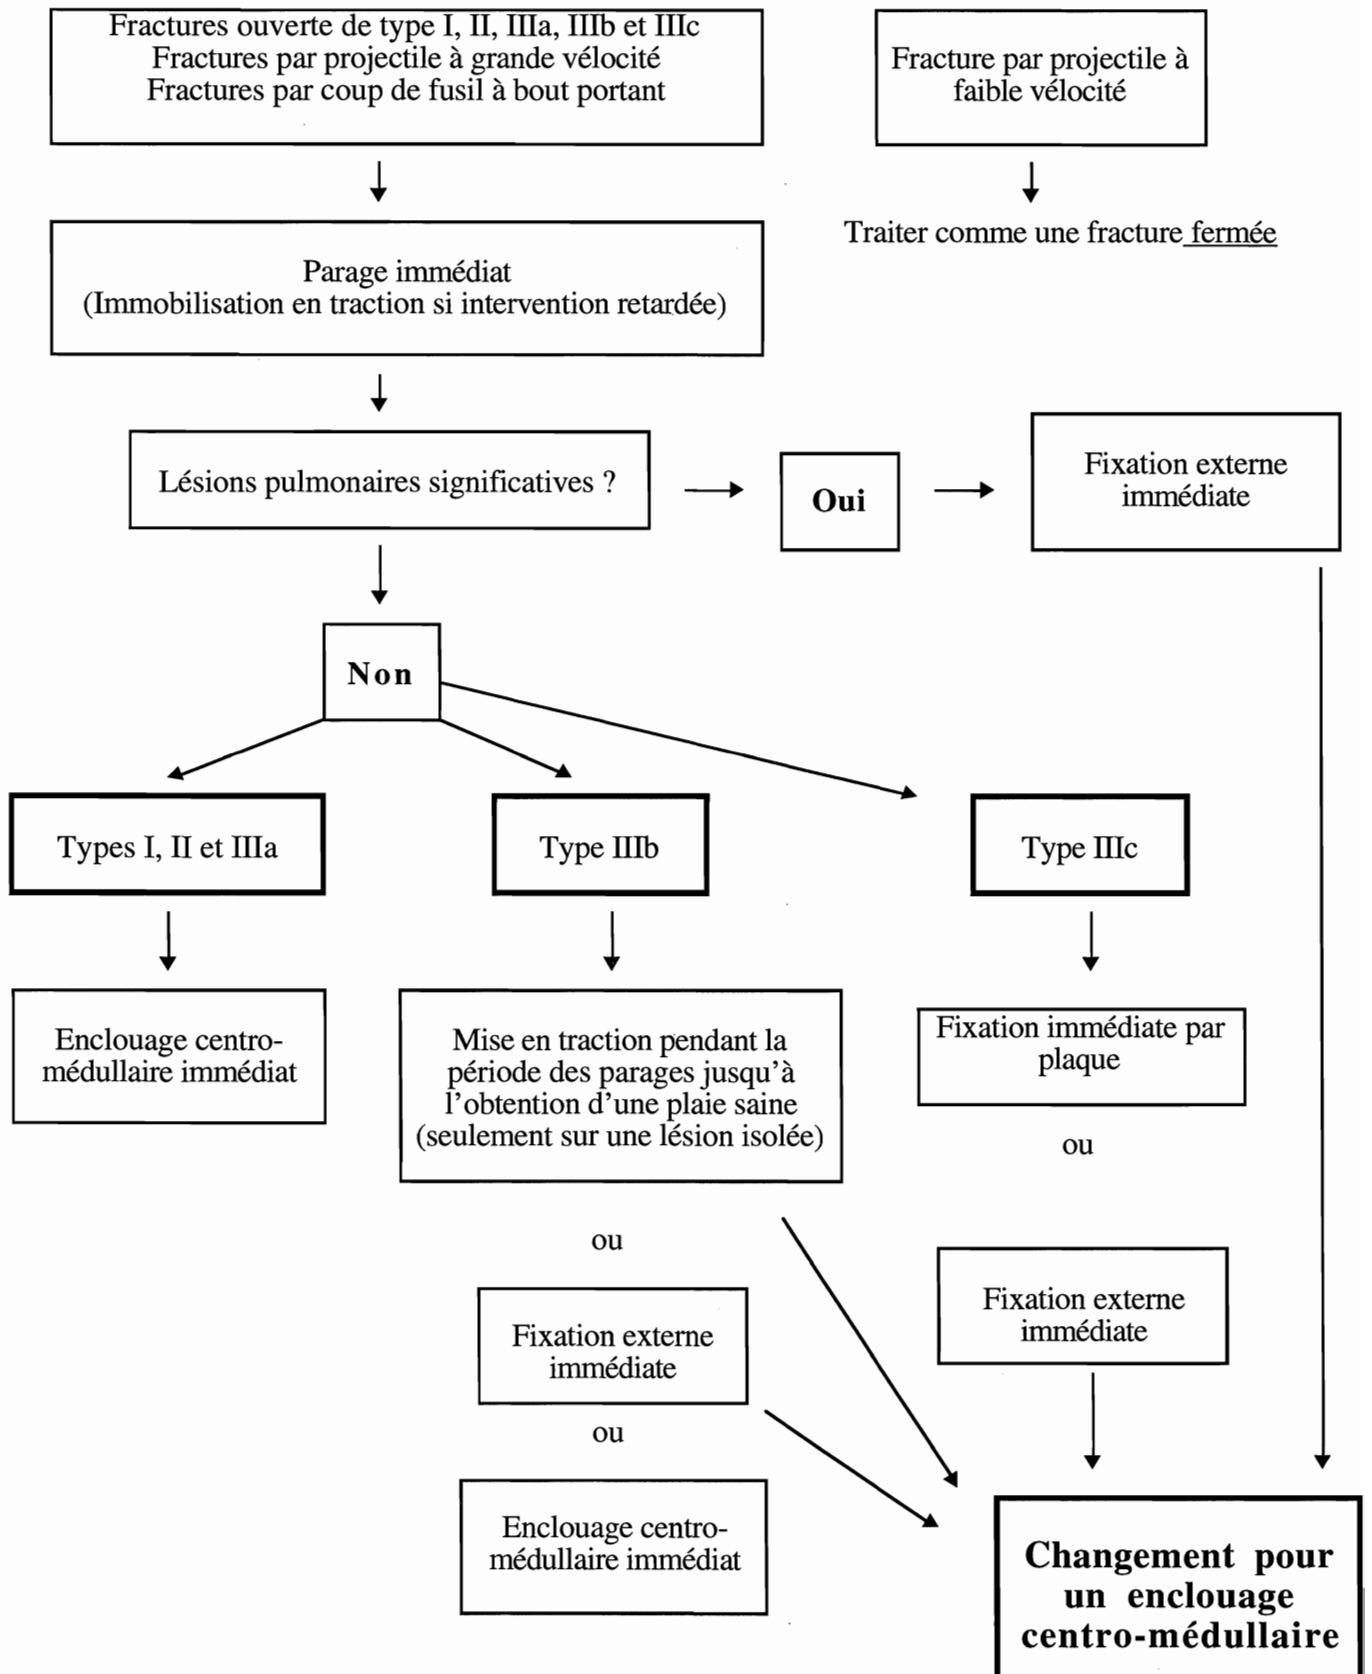 Fractures ouverte de type I, II, IIIa, IIIb et IIIc
Fractures par projectile à grande vélocité
Fractures par coup de fusil à bout portant
Fracture par projectile à
faible vélocité
Traiter comme une fracture fermée
Parage immédiat
(Immobilisation en traction si intervention retardée)
Lésions pulmonaires significatives ?
Oui
Fixation externe
immédiate
Non
Types I, II et IIIa
Type IIIb
Type IIIc
Enclouage centro-
médullaire immédiat
Mise en traction pendant la
période des parages jusqu’à
l’obtention d’une plaie saine
(seulement sur une lésion isolée)
Fixation immédiate par
plaque
ou
ou
Fixation externe
immédiate
Fixation externe
immédiate
ou
Enclouage centro-
médullaire immédiat
Changement pour
un enclouage
centro-médullaire